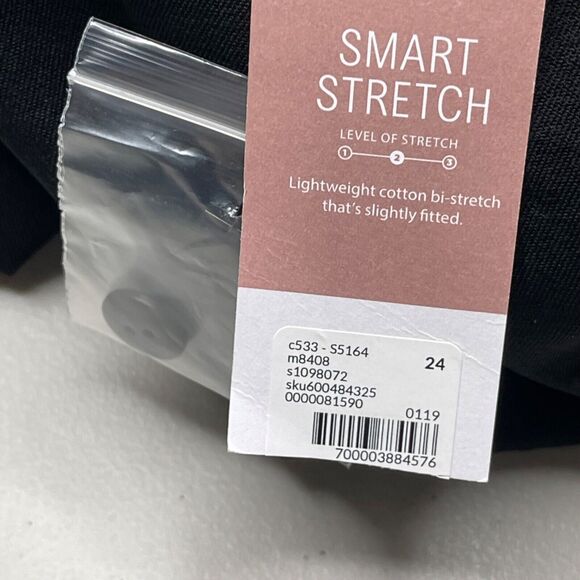 SMART
STRETCH
LEVEL OF STRETCH
1 2 3
Lightweight cotton bi-stretch
that's slightly fitted.
c533 - S5164
24
m8408
s1098072
sku600484325
0000081590
0119
700003884576